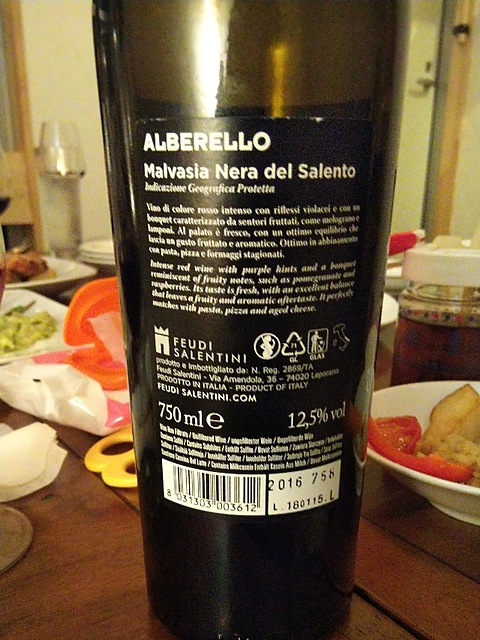 ALBERELLO
Malvasia Nera del Salento
Indicazione Geografica Protetta
Vino di colore rosso intenso con riflessi violacei e con un
bouquet caratterizzato da sentori fruttati, come melograno e
lamponi. Al palato è fresco, con un ottimo equilibrio che
lascia un gusto fruttato e aromatico. Ottimo in abbinamento
con pasta, pizza e formaggi stagionati.
Intense red wine with purple hints and a bouquet
reminiscent of fruity notes, such as pomegranate and
raspberries. Its taste is fresh, with an excellent balance
that leaves a fruity and aromatic aftertaste. It perfectly
matches with pasta, pizza and aged cheese.
FEUDI
SALENTINI
GL GLAS
prodotto e imbottigliato da: N. Reg. 2869/TA
Feudi Salentini - Via Amendola, 36 - 74020 Leporano
PRODOTTO IN ITALIA - PRODUCT OF ITALY
FEUDI SALENTINI.COM
750 ml e 12,5% vol
2016 758
8 031303 003612
L.180115.L